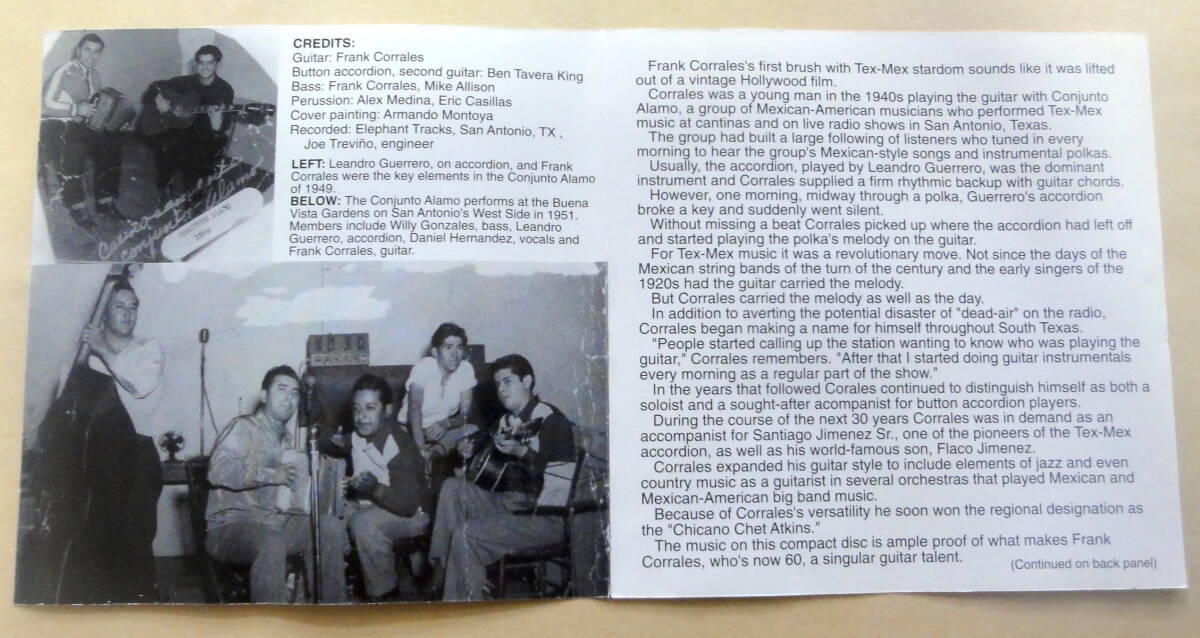 CREDITS:
Guitar: Frank Corrales
Button accordion, second guitar: Ben Tavera King
Bass: Frank Corrales, Mike Allison
Perussion: Alex Medina, Eric Casillas
Cover painting: Armando Montoya
Recorded: Elephant Tracks, San Antonio, TX ,
Joe Treviño, engineer
LEFT: Leandro Guerrero, on accordion, and Frank
Corrales were the key elements in the Conjunto Alamo
of 1949.
BELOW: The Conjunto Alamo performs at the Buena
Vista Gardens on San Antonio's West Side in 1951.
Members include Willy Gonzales, bass, Leandro
Guerrero, accordion, Daniel Hernandez, vocals and
Frank Corrales, guitar.
conjunto Alamo
Frank Corrales's first brush with Tex-Mex stardom sounds like it was lifted
out of a vintage Hollywood film.
Corrales was a young man in the 1940s playing the guitar with Conjunto
Alamo, a group of Mexican-American musicians who performed Tex-Mex
music at cantinas and on live radio shows in San Antonio, Texas.
The group had built a large following of listeners who tuned in every
morning to hear the group's Mexican-style songs and instrumental polkas.
Usually, the accordion, played by Leandro Guerrero, was the dominant
instrument and Corrales supplied a firm rhythmic backup with guitar chords.
However, one morning, midway through a polka, Guerrero's accordion
broke a key and suddenly went silent.
Without missing a beat Corrales picked up where the accordion had left off
and started playing the polka's melody on the guitar.
For Tex-Mex music it was a revolutionary move. Not since the days of the
Mexican string bands of the turn of the century and the early singers of the
1920s had the guitar carried the melody.
But Corrales carried the melody as well as the day.
In addition to averting the potential disaster of "dead-air" on the radio,
Corrales began making a name for himself throughout South Texas.
"People started calling up the station wanting to know who was playing the
guitar," Corrales remembers. "After that I started doing guitar instrumentals
every morning as a regular part of the show."
In the years that followed Corales continued to distinguish himself as both a
soloist and a sought-after acompanist for button accordion players.
During the course of the next 30 years Corrales was in demand as an
accompanist for Santiago Jimenez Sr., one of the pioneers of the Tex-Mex
accordion, as well as his world-famous son, Flaco Jimenez.
Corrales expanded his guitar style to include elements of jazz and even
country music as a guitarist in several orchestras that played Mexican and
Mexican-American big band music.
Because of Corrales's versatility he soon won the regional designation as
the "Chicano Chet Atkins."
The music on this compact disc is ample proof of what makes Frank
Corrales, who's now 60, a singular guitar talent.
(Continued on back panel)